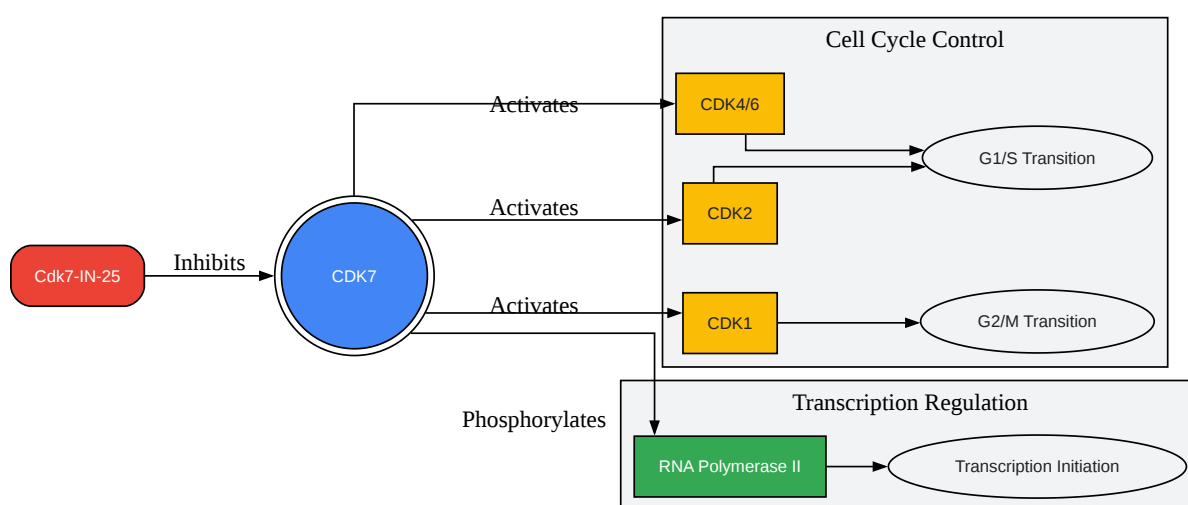 Cell Cycle Control
Activates
CDK4/6
G1/S Transition
Activates
CDK2
Cdk7-IN-25
Inhibits
CDK7
Activates
CDK1
G2/M Transition
Transcription Regulation
Phosphorylates
RNA Polymerase II
Transcription Initiation